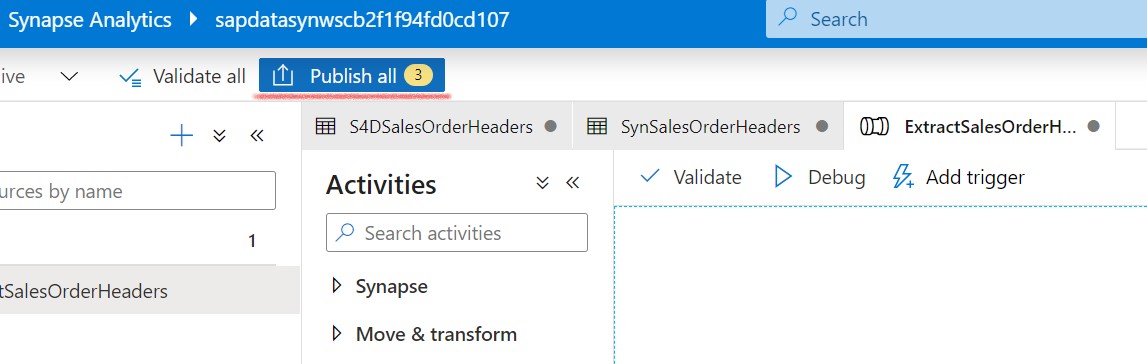 Synapse Analytics sapdatasynwscb2f1f94fd0cd107 Search
ive Validate all Publish all 3
S4DSalesOrderHeaders SynSalesOrderHeaders ExtractSalesOrderH...
Activities Validate Debug Add trigger
urces by name
Search activities
1
Synapse
tSalesOrderHeaders
Move & transform